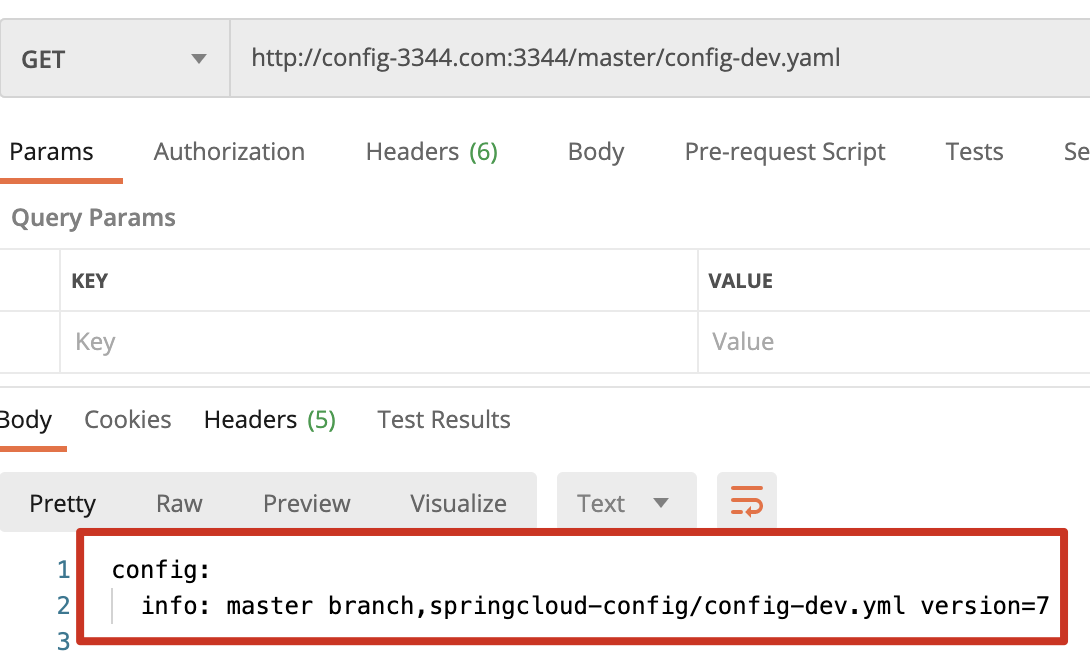 GET http://config-3344.com:3344/master/config-dev.yaml
Params Authorization Headers (6) Body Pre-request Script Tests Se
Query Params
KEY VALUE
Key Value
Body Cookies Headers (5) Test Results
Pretty Raw Preview Visualize Text
1 config:
2 info: master branch,springcloud-config/config-dev.yml version=7
3